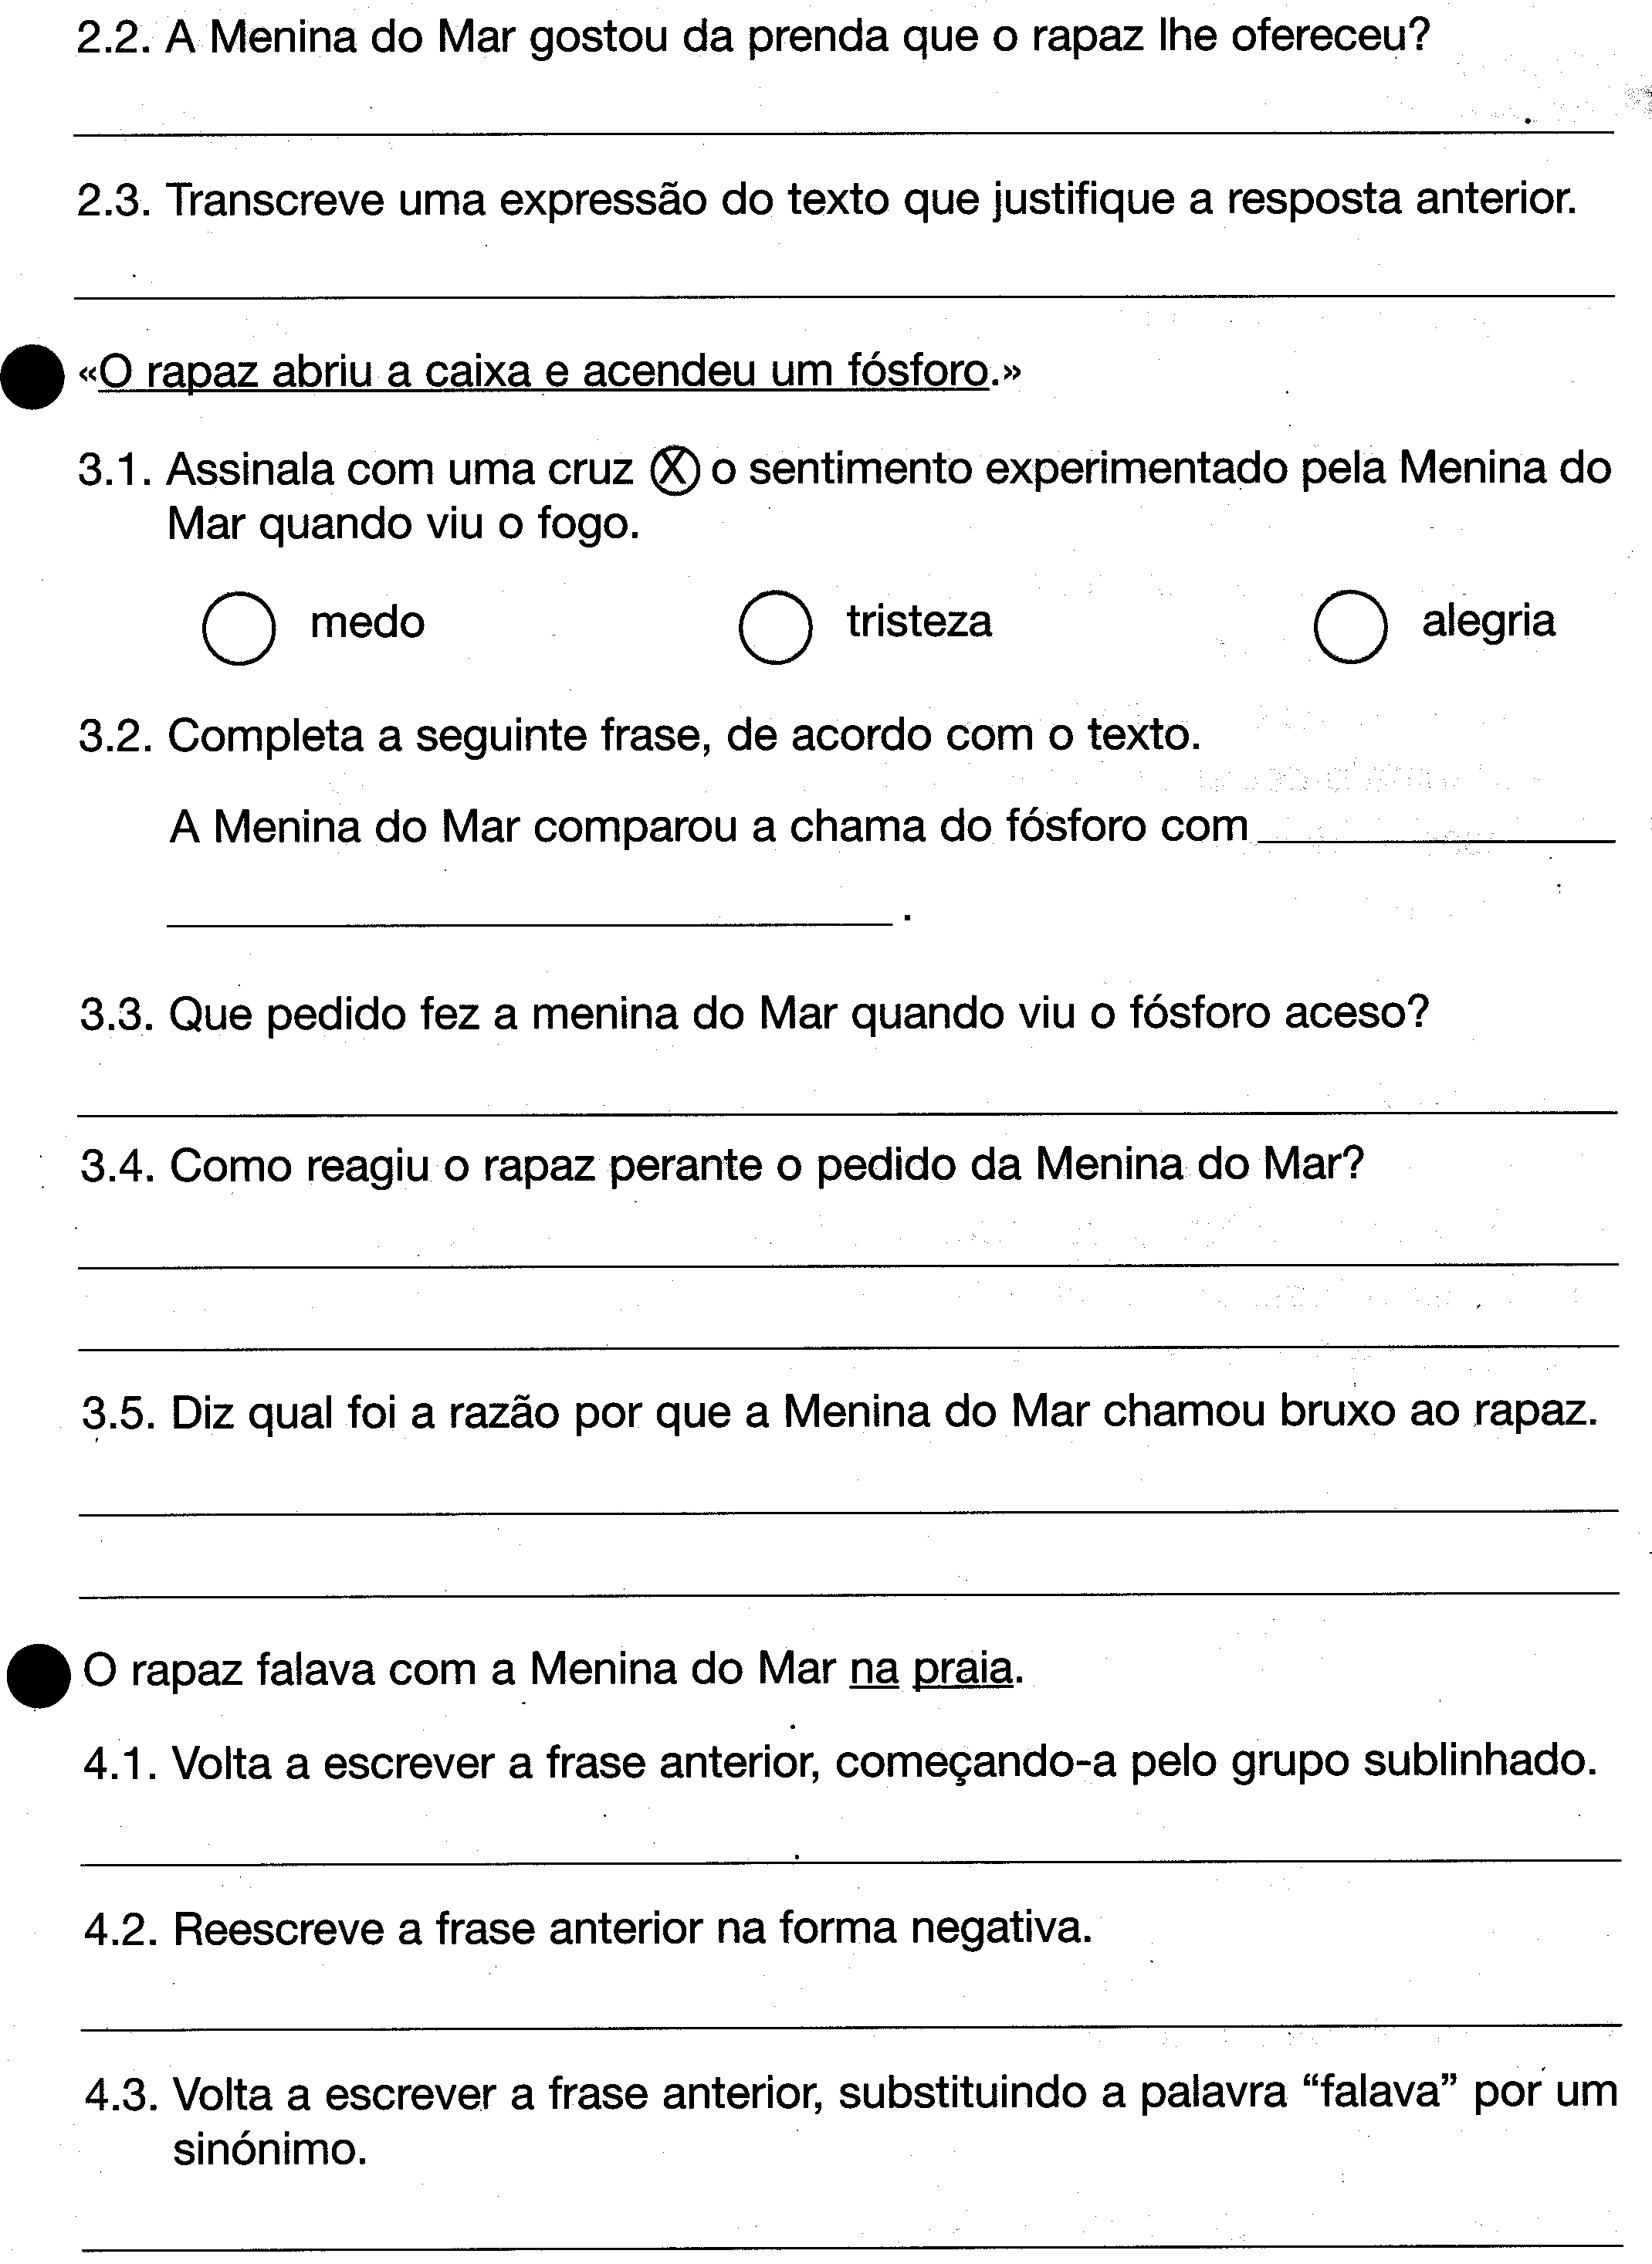 2.2. A Menina do Mar gostou da prenda que o rapaz lhe ofereceu?
2.3. Transcreve uma expressão do texto que justifique a resposta anterior.
«O rapaz abriu a caixa e acendeu um fósforo.»
3.1. Assinala com uma cruz Ⓧ o sentimento experimentado pela Menina do
Mar quando viu o fogo.
medo tristeza alegria
3.2. Completa a seguinte frase, de acordo com o texto.
A Menina do Mar comparou a chama do fósforo com
.
3.3. Que pedido fez a menina do Mar quando viu o fósforo aceso?
3.4. Como reagiu o rapaz perante o pedido da Menina do Mar?
3.5. Diz qual foi a razão por que a Menina do Mar chamou bruxo ao rapaz.
O rapaz falava com a Menina do Mar na praia.
4.1. Volta a escrever a frase anterior, começando-a pelo grupo sublinhado.
4.2. Reescreve a frase anterior na forma negativa.
4.3. Volta a escrever a frase anterior, substituindo a palavra “falava” por um
sinónimo.